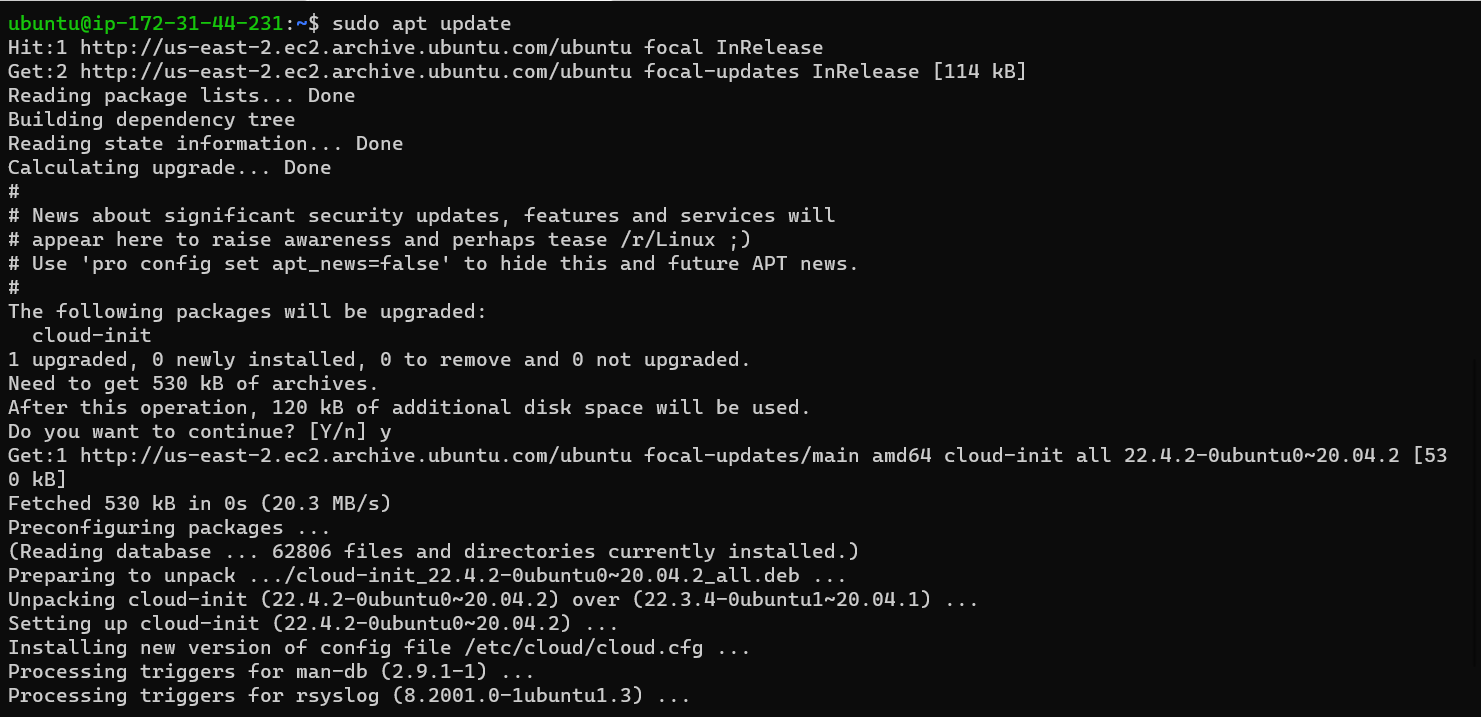 ubuntu@ip-172-31-44-231:~$ sudo apt update
Hit:1 http://us-east-2.ec2.archive.ubuntu.com/ubuntu focal InRelease
Get:2 http://us-east-2.ec2.archive.ubuntu.com/ubuntu focal-updates InRelease [114 kB]
Reading package lists... Done
Building dependency tree
Reading state information... Done
Calculating upgrade... Done
#
# News about significant security updates, features and services will
# appear here to raise awareness and perhaps tease /r/Linux ;)
# Use 'pro config set apt_news=false' to hide this and future APT news.
#
The following packages will be upgraded:
  cloud-init
1 upgraded, 0 newly installed, 0 to remove and 0 not upgraded.
Need to get 530 kB of archives.
After this operation, 120 kB of additional disk space will be used.
Do you want to continue? [Y/n] y
Get:1 http://us-east-2.ec2.archive.ubuntu.com/ubuntu focal-updates/main amd64 cloud-init all 22.4.2-0ubuntu0~20.04.2 [53
0 kB]
Fetched 530 kB in 0s (20.3 MB/s)
Preconfiguring packages ...
(Reading database ... 62806 files and directories currently installed.)
Preparing to unpack .../cloud-init_22.4.2-0ubuntu0~20.04.2_all.deb ...
Unpacking cloud-init (22.4.2-0ubuntu0~20.04.2) over (22.3.4-0ubuntu1~20.04.1) ...
Setting up cloud-init (22.4.2-0ubuntu0~20.04.2) ...
Installing new version of config file /etc/cloud/cloud.cfg ...
Processing triggers for man-db (2.9.1-1) ...
Processing triggers for rsyslog (8.2001.0-1ubuntu1.3) ...